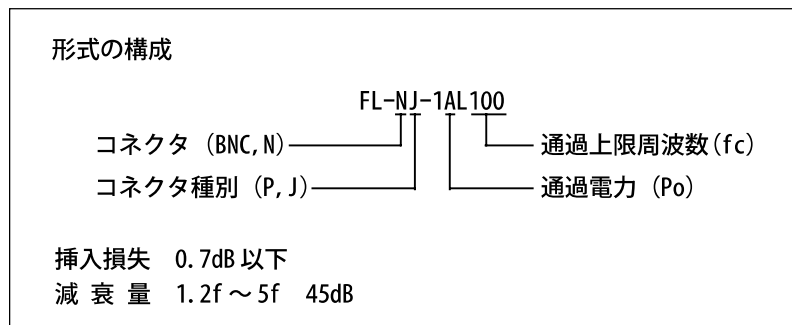 形式の構成
FL-NJ-1AL100
コネクタ (BNC, N) 通過上限周波数(fc)
コネクタ種別 (P, J) 通過電力 (Po)
挿入損失 0.7dB 以下
減 衰 量 1.2f ～ 5f 45dB